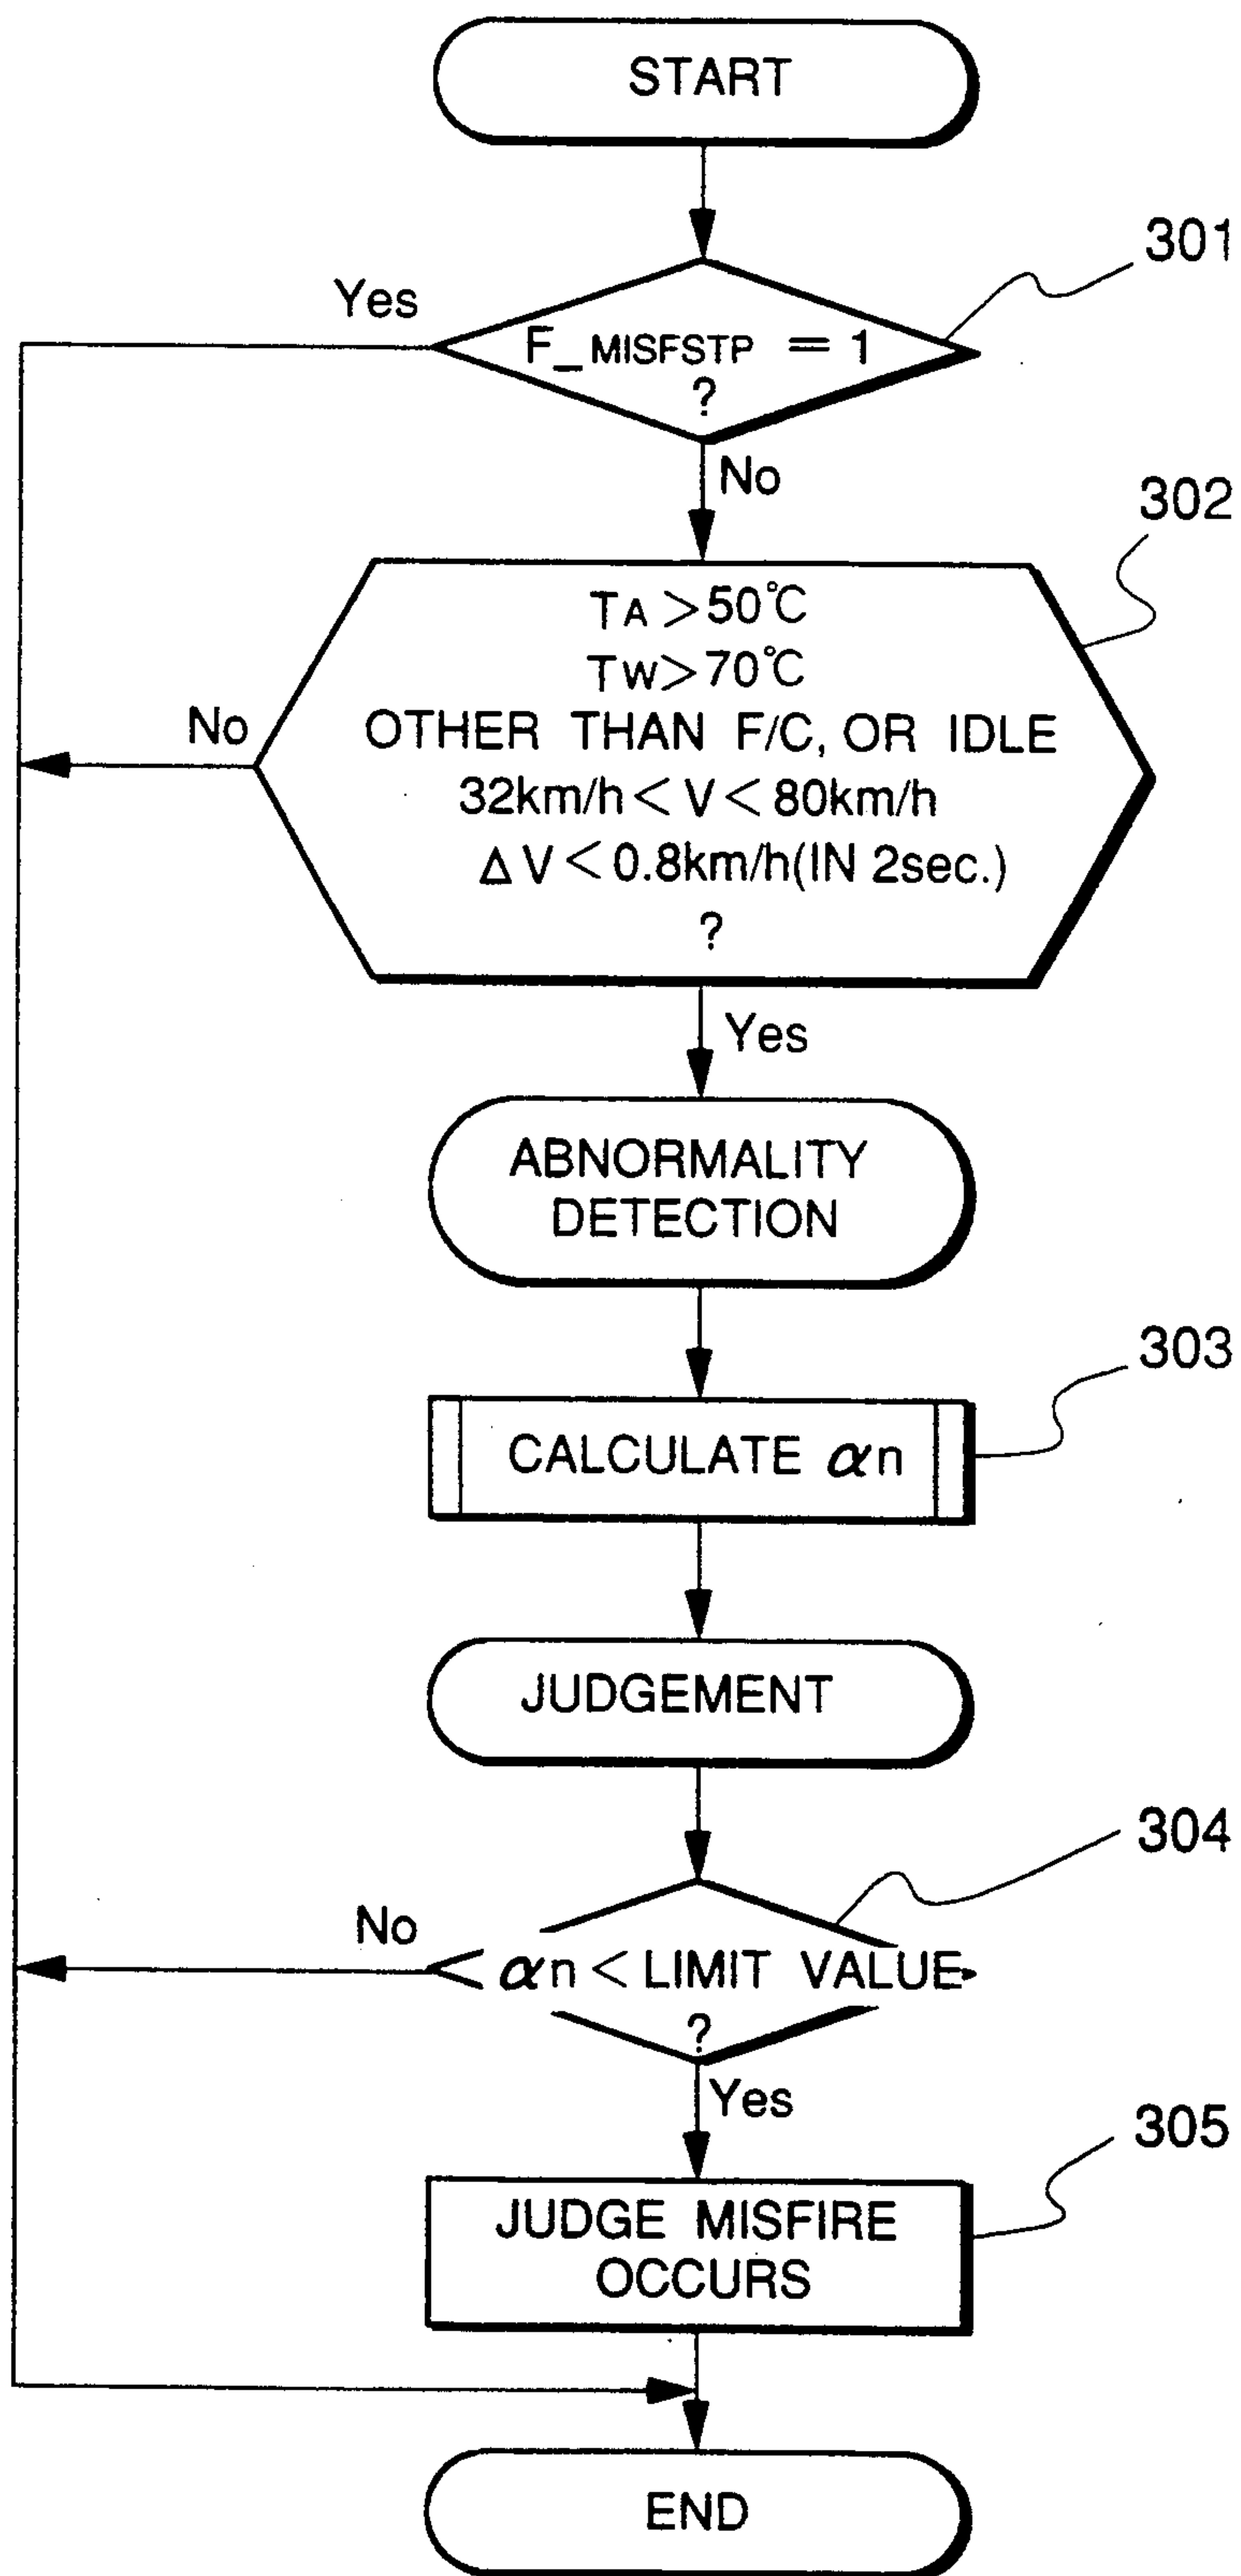 START
301
Yes
F_MISFSTP = 1
?
No
302
TA > 50°C
TW > 70°C
No
OTHER THAN F/C, OR IDLE
32km/h < V < 80km/h
ΔV < 0.8km/h(IN 2sec.)
?
Yes
ABNORMALITY
DETECTION
303
CALCULATE αn
JUDGEMENT
304
No
αn < LIMIT VALUE
?
Yes
305
JUDGE MISFIRE
OCCURS
END